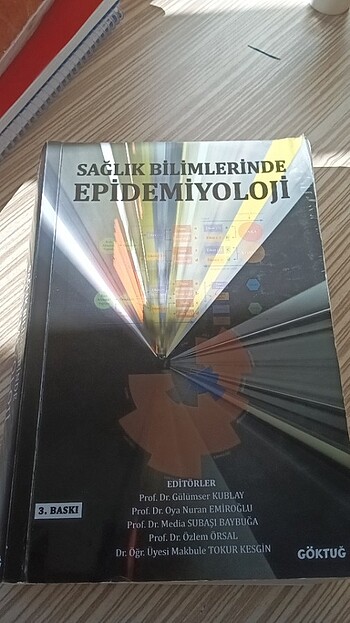 SAĞLIK BİLİMLERİNDE
EPİDEMİYOLOJİ
EDİTÖRLER
Prof. Dr. Gülümser KUBLAY
Prof. Dr. Oya Nuran EMİROĞLU
Prof. Dr. Media SUBAŞI BAYBUĞA
Prof. Dr. Özlem ÖRSAL
Dr. Öğr. Üyesi Makbule TOKUR KESGİN
3. BASKI
GÖKTUĞ